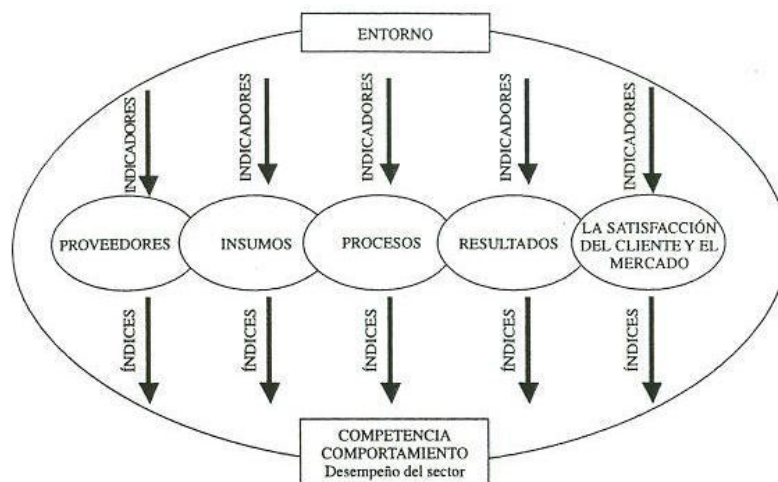 ENTORNO
INDICADORES
INDICADORES
INDICADORES
INDICADORES
INDICADORES
PROVEEDORES
INSUMOS
PROCESOS
RESULTADOS
LA SATISFACCIÓN
DEL CLIENTE Y EL
MERCADO
ÍNDICES
ÍNDICES
ÍNDICES
ÍNDICES
ÍNDICES
COMPETENCIA
COMPORTAMIENTO
Desempeño del sector